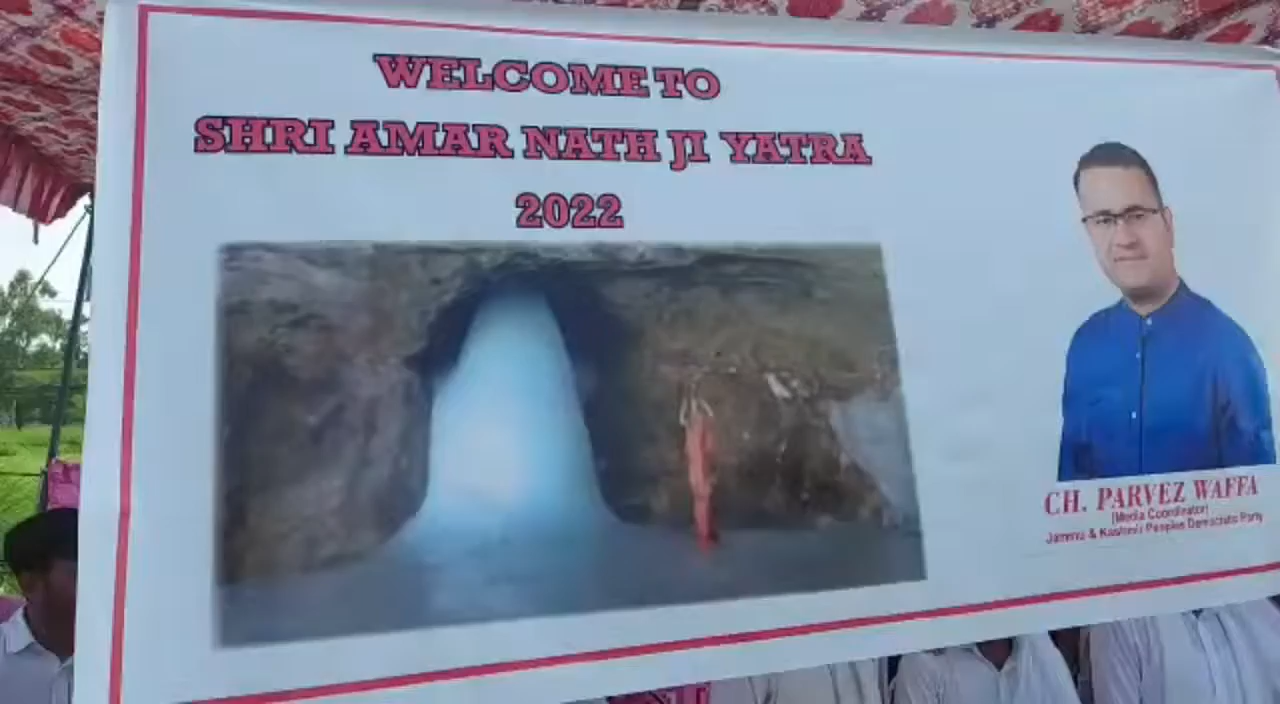 WELCOME TO
SHRI AMAR NATH JI YATRA
2022
CH. PARVEZ WAFFA
(Media Coordinator)
Jammu & Kashmir Peoples Democratic Party